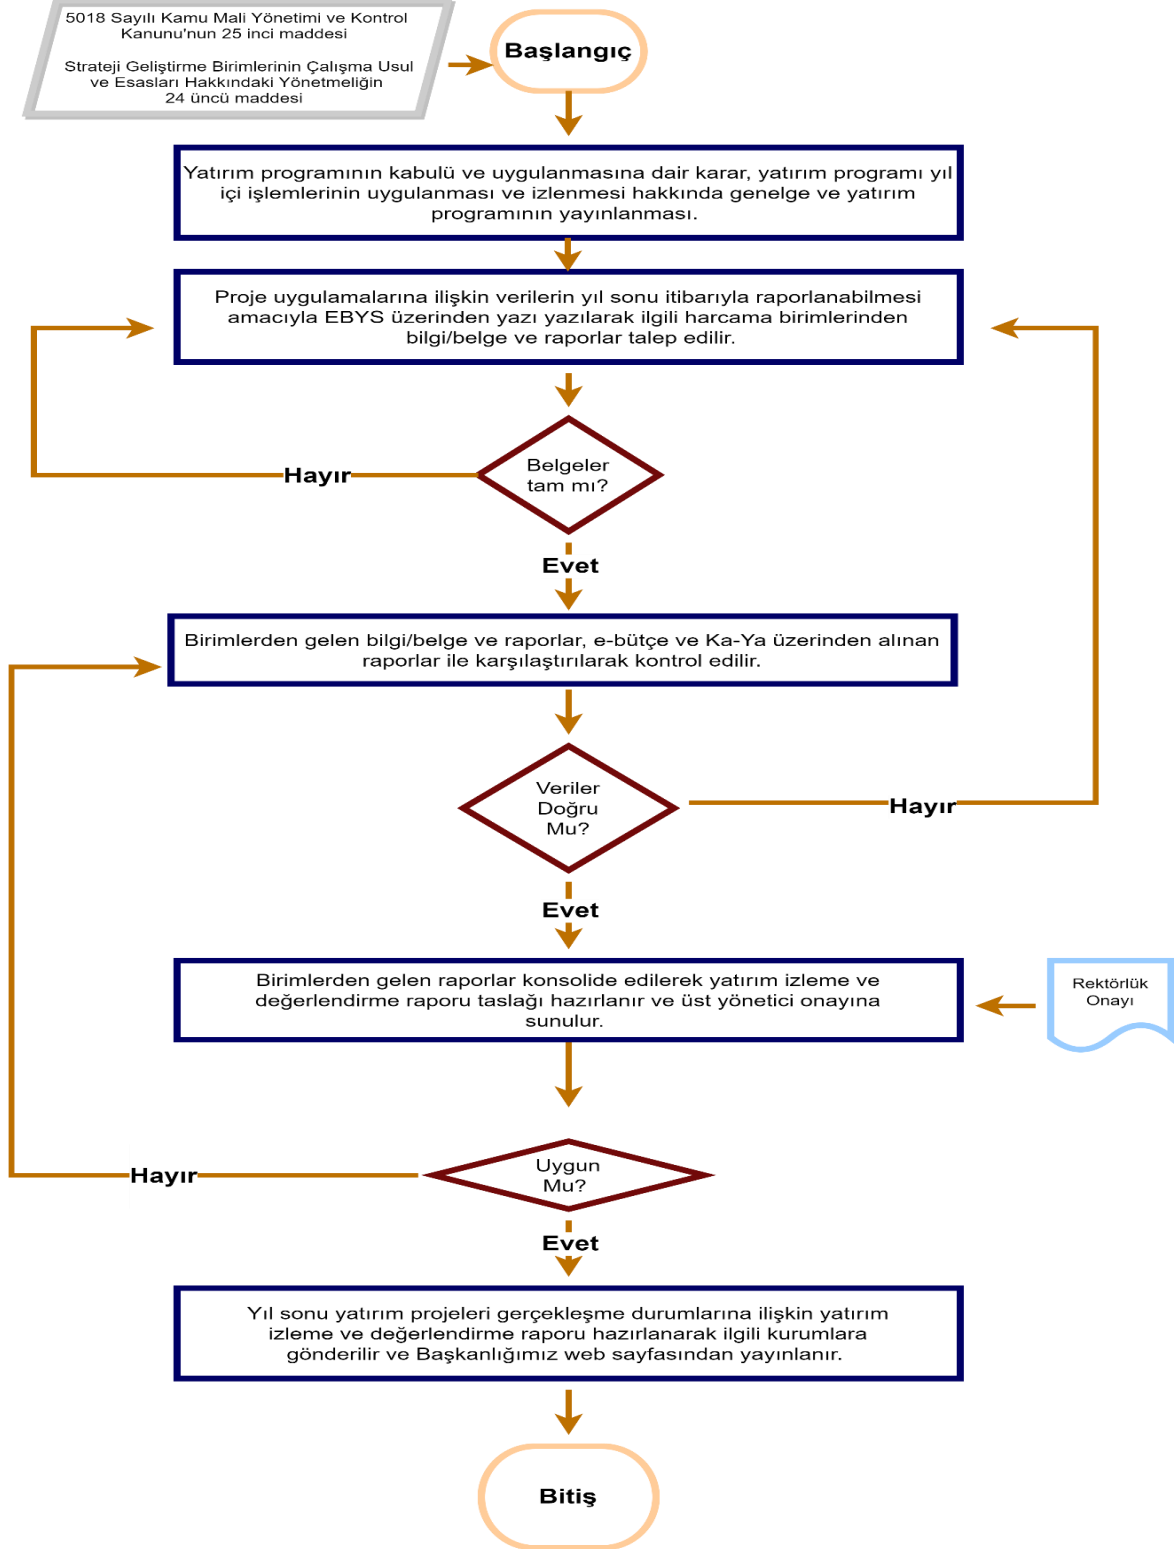 5018 Sayılı Kamu Mali Yönetimi ve Kontrol
Kanunu'nun 25 inci maddesi
Strateji Geliştirme Birimlerinin Çalışma Usul
ve Esasları Hakkındaki Yönetmeliğin
24 üncü maddesi
Başlangıç
Yatırım programının kabulü ve uygulanmasına dair karar, yatırım programı yıl
içi işlemlerinin uygulanması ve izlenmesi hakkında genelge ve yatırım
programının yayınlanması.
Proje uygulamalarına ilişkin verilerin yıl sonu itibarıyla raporlanabilmesi
amacıyla EBYS üzerinden yazı yazılarak ilgili harcama birimlerinden
bilgi/belge ve raporlar talep edilir.
Belgeler
tam mı?
Hayır
Evet
Birimlerden gelen bilgi/belge ve raporlar, e-bütçe ve Ka-Ya üzerinden alınan
raporlar ile karşılaştırılarak kontrol edilir.
Veriler
Doğru
Mu?
Hayır
Evet
Birimlerden gelen raporlar konsolide edilerek yatırım izleme ve
değerlendirme raporu taslağı hazırlanır ve üst yönetici onayına
sunulur.
Rektörlük
Onayı
Uygun
Mu?
Hayır
Evet
Yıl sonu yatırım projeleri gerçekleşme durumlarına ilişkin yatırım
izleme ve değerlendirme raporu hazırlanarak ilgili kurumlara
gönderilir ve Başkanlığımız web sayfasından yayınlanır.
Bitiş